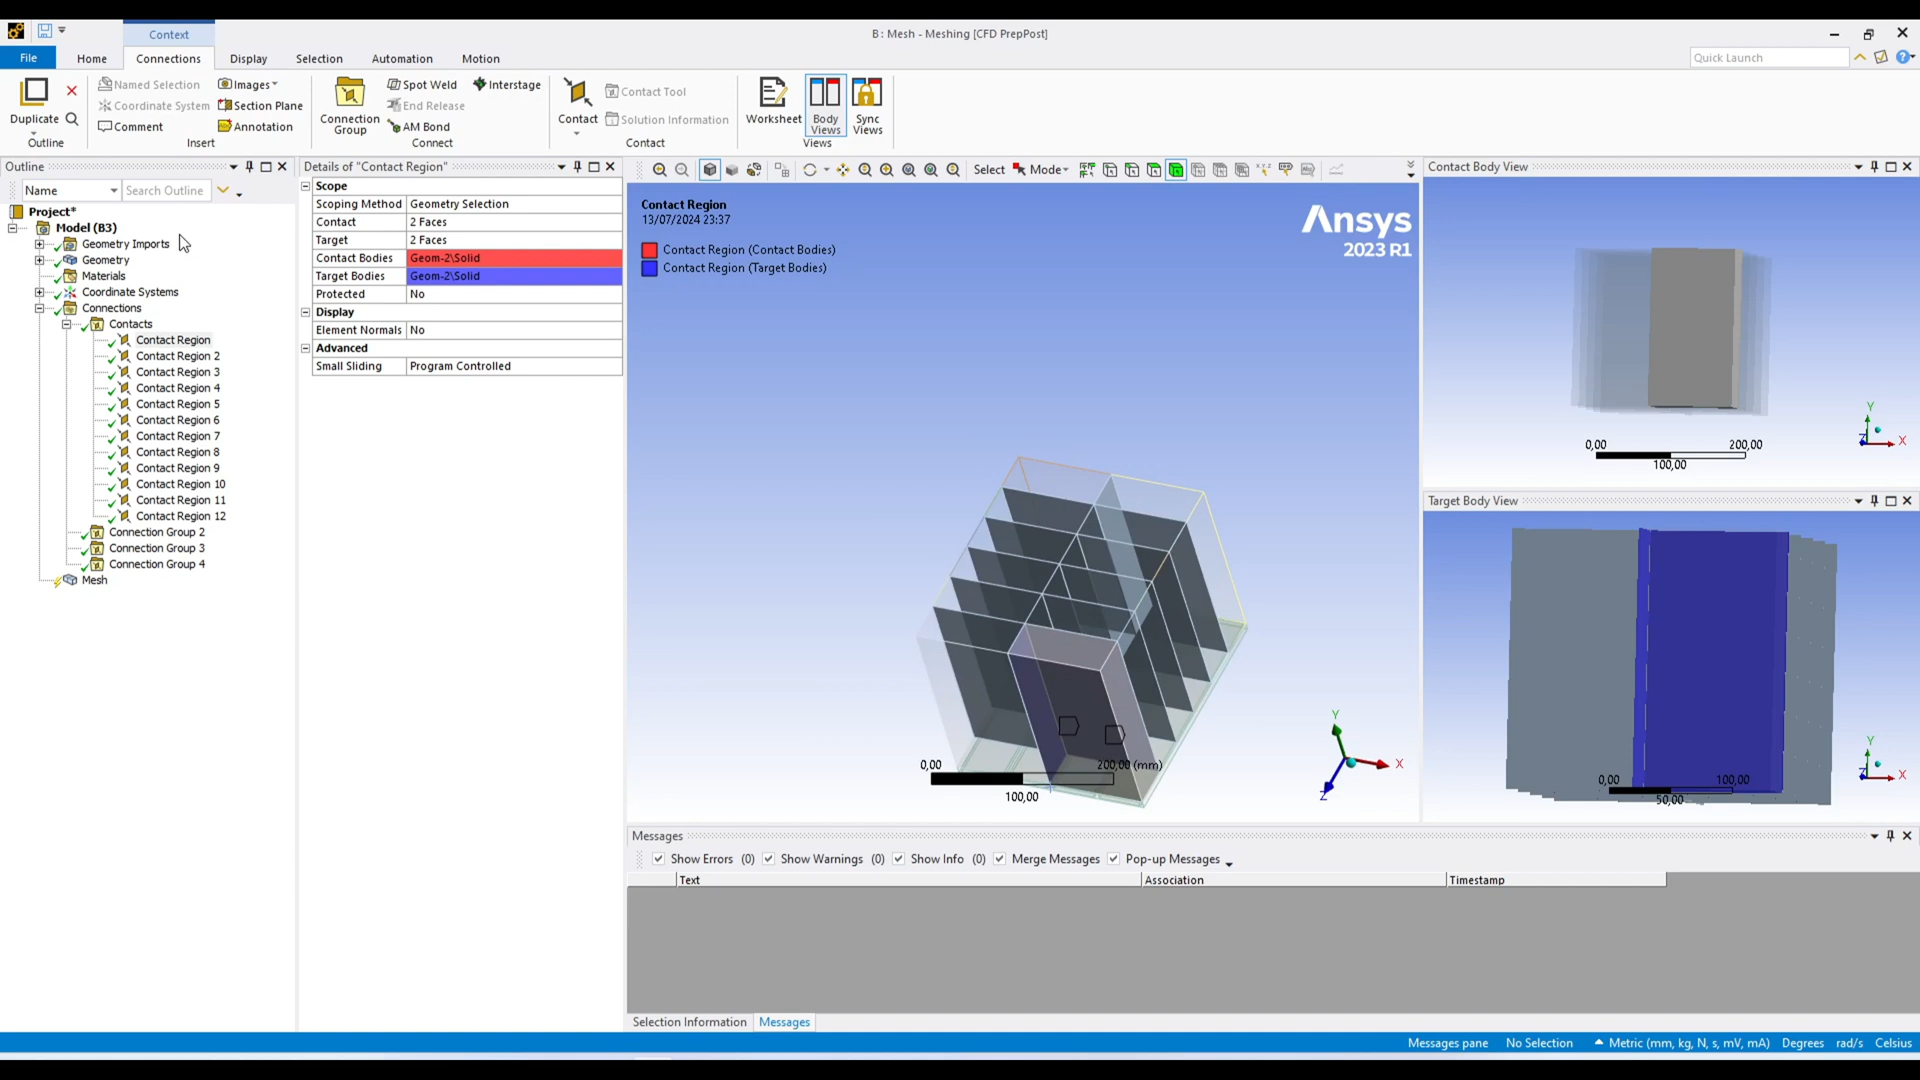 Context
B : Mesh - Meshing [CFD PrepPost]
File
Home
Connections
Display
Selection
Automation
Motion
Quick Launch
Duplicate
Outline
Named Selection
Coordinate System
Comment
Images
Section Plane
Annotation
Insert
Connection Group
Spot Weld
End Release
AM Bond
Interstage
Connect
Contact
Contact Tool
Solution Information
Contact
Worksheet
Body Views
Sync Views
Views
Outline
Name
Search Outline
Project*
Model (B3)
Geometry Imports
Geometry
Materials
Coordinate Systems
Connections
Contacts
Contact Region
Contact Region 2
Contact Region 3
Contact Region 4
Contact Region 5
Contact Region 6
Contact Region 7
Contact Region 8
Contact Region 9
Contact Region 10
Contact Region 11
Contact Region 12
Connection Group 2
Connection Group 3
Connection Group 4
Mesh
Details of "Contact Region"
Scope
Scoping Method Geometry Selection
Contact 2 Faces
Target 2 Faces
Contact Bodies Geom-2\Solid
Target Bodies Geom-2\Solid
Protected No
Display
Element Normals No
Advanced
Small Sliding Program Controlled
Select Mode
Contact Region
13/07/2024 23:37
Contact Region (Contact Bodies)
Contact Region (Target Bodies)
Ansys
2023 R1
0,00 200,00 (mm)
100,00
Y
X
Z
Contact Body View
0,00 200,00
100,00
Y
X
Z
Target Body View
0,00 100,00
50,00
Y
X
Z
Messages
Show Errors (0) Show Warnings (0) Show Info (0) Merge Messages Pop-up Messages
Text Association Timestamp
Selection Information Messages
Messages pane No Selection Metric (mm, kg, N, s, mV, mA) Degrees rad/s Celsius